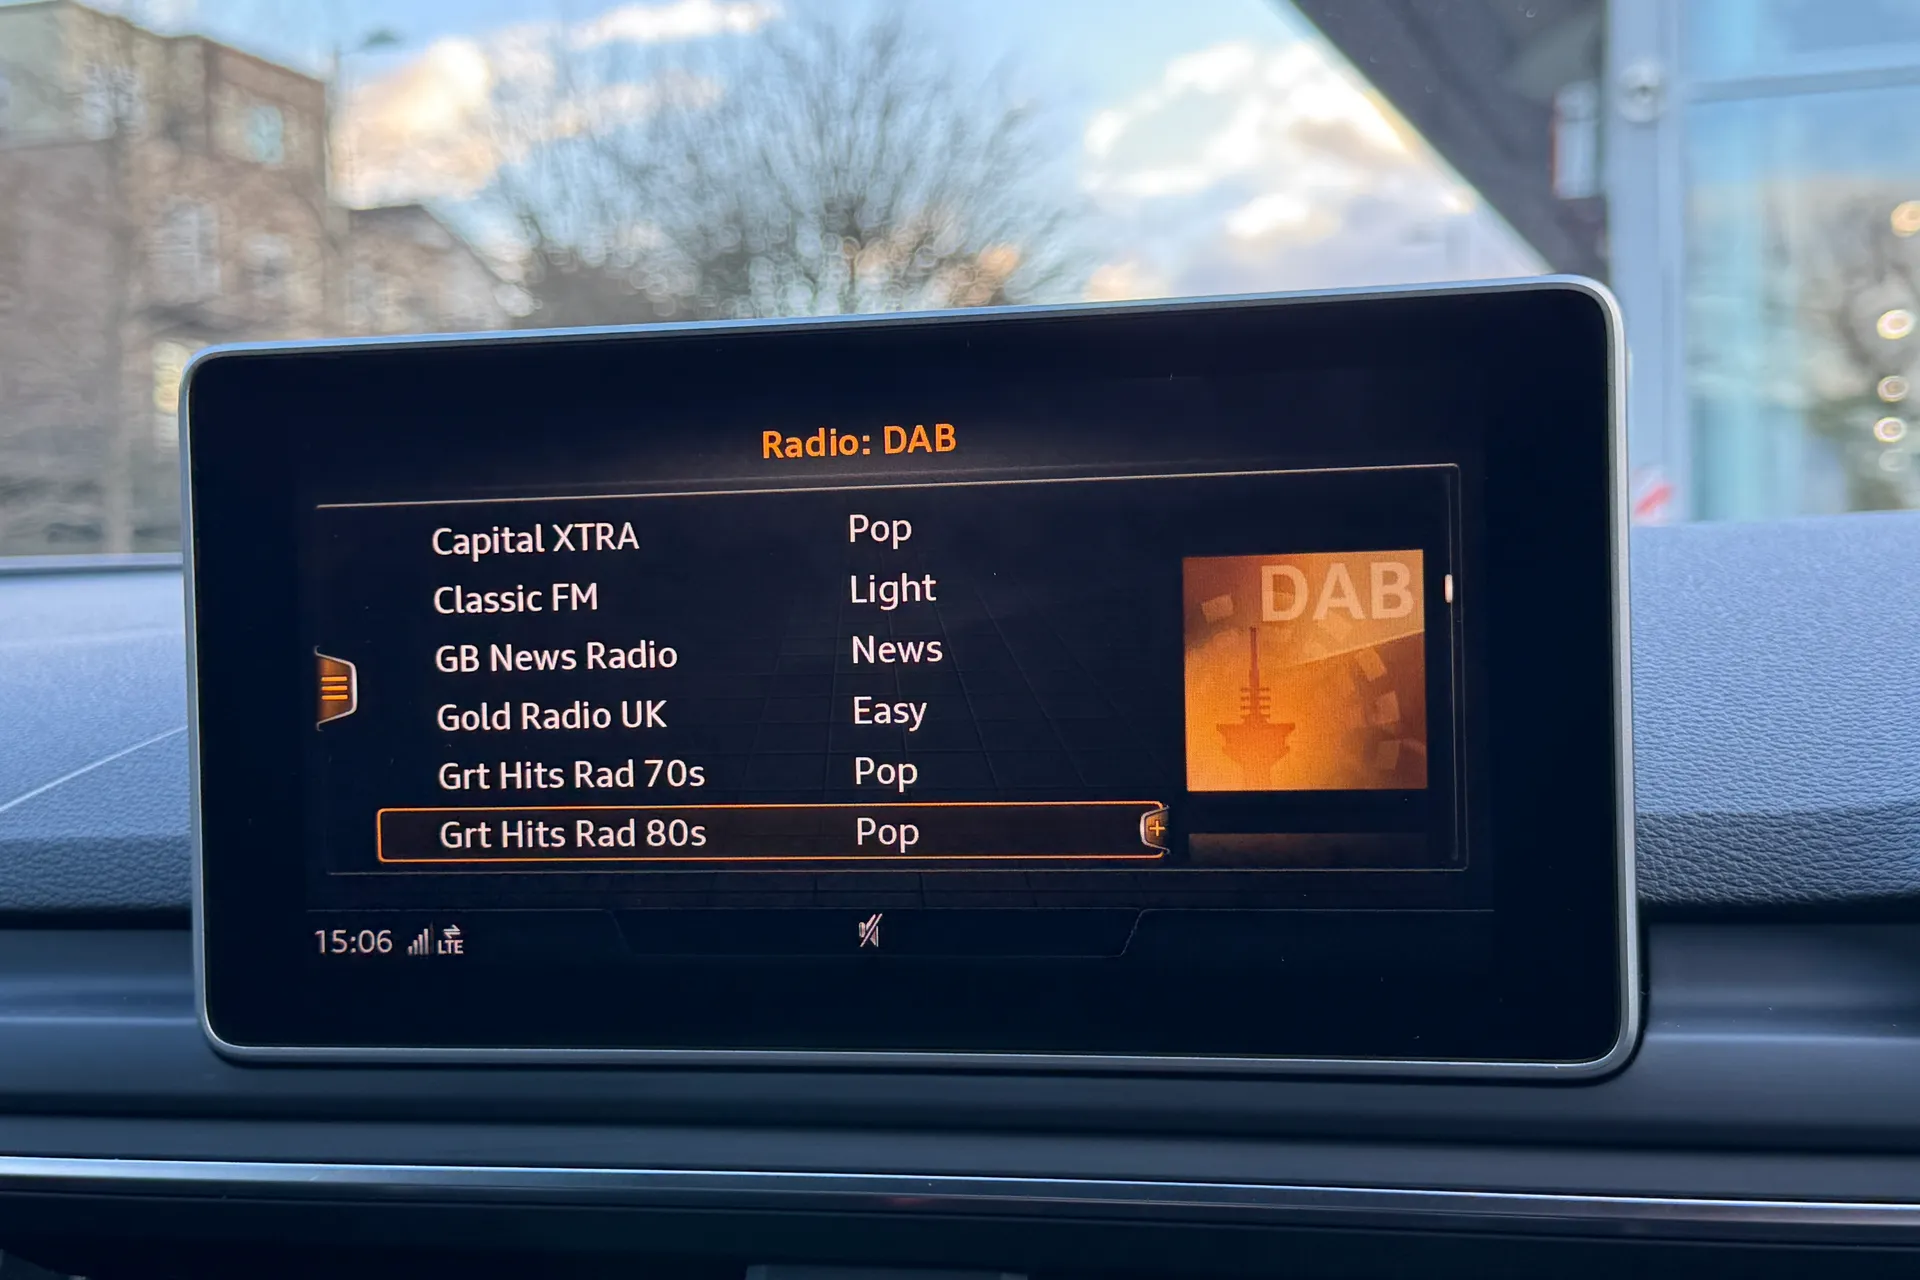 Radio: DAB
Capital XTRA Pop
Classic FM Light
GB News Radio News
Gold Radio UK Easy
Grt Hits Rad 70s Pop
Grt Hits Rad 80s Pop
DAB
15:06 LTE